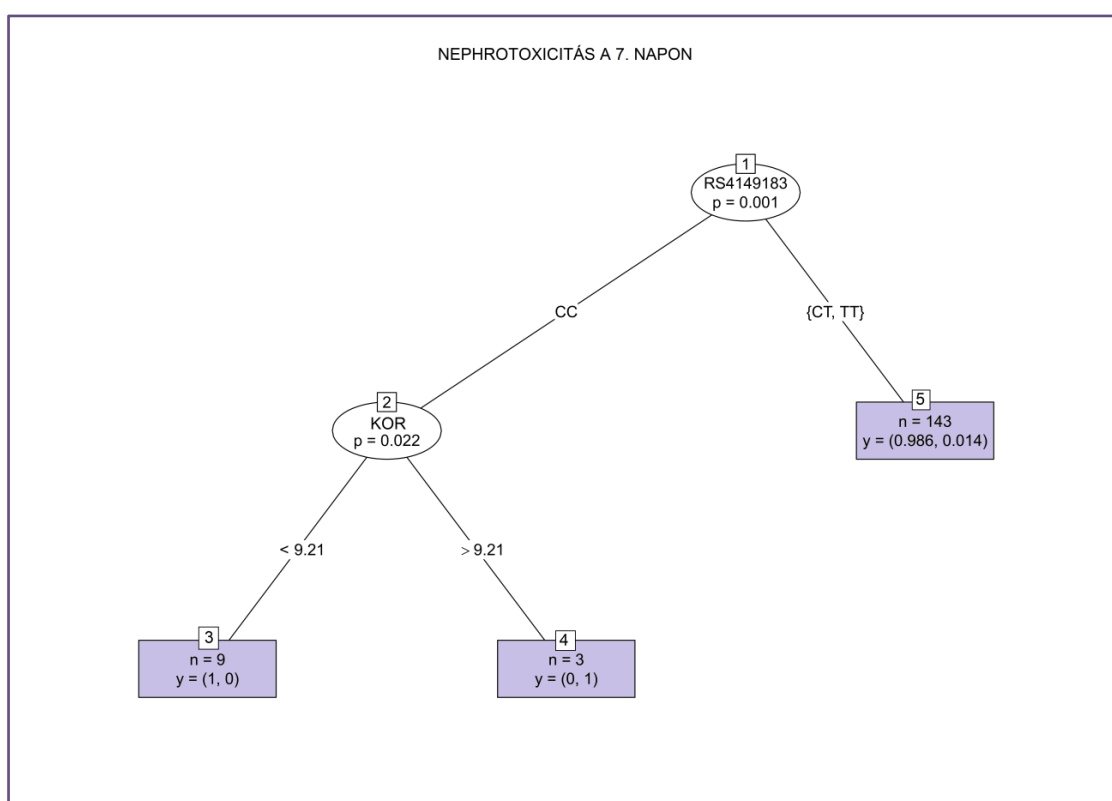 NEPHROTOXICITÁS A 7. NAPON
1
RS4149183
p = 0.001
CC
{CT, TT}
2
KOR
p = 0.022
5
n = 143
y = (0.986, 0.014)
< 9.21
> 9.21
3
n = 9
y = (1, 0)
4
n = 3
y = (0, 1)